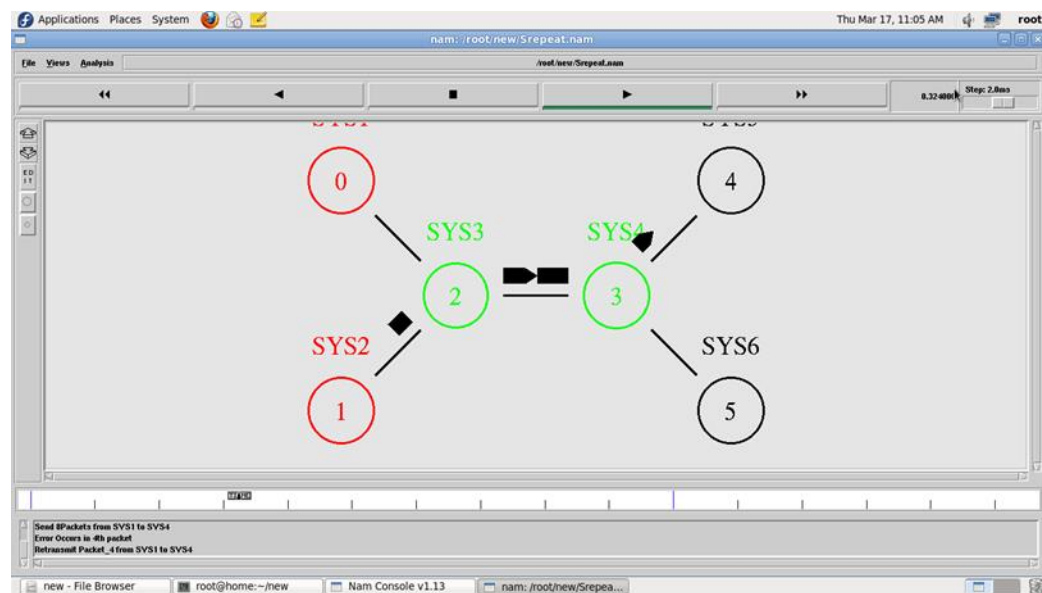 Applications Places System Thu Mar 17, 11:05 AM root
nam: /root/new/Srepeat.nam
File Views Analysis /root/new/Srepeat.nam
Step: 2.0ms
SYS1
0
4
SYS3 SYS4
2 3
SYS2 SYS6
1 5
TIME
Send 8Packets from SYS1 to SYS4
Error Occurs in 4th packet
Retransmit Packet_4 from SYS1 to SYS4
new - File Browser root@home:~/new Nam Console v1.13 nam: /root/new/Srepea...